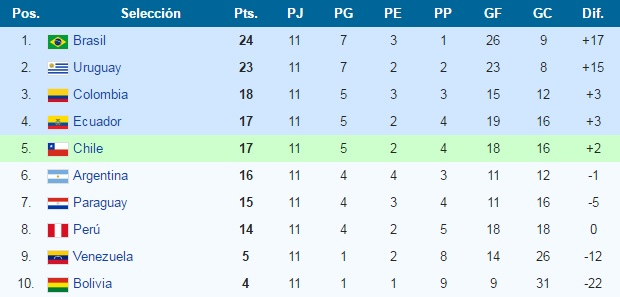 Pos. Selección Pts. PJ PG PE PP GF GC Dif.
1. Brasil 24 11 7 3 1 26 9 +17
2. Uruguay 23 11 7 2 2 23 8 +15
3. Colombia 18 11 5 3 3 15 12 +3
4. Ecuador 17 11 5 2 4 19 16 +3
5. Chile 17 11 5 2 4 18 16 +2
6. Argentina 16 11 4 4 3 11 12 -1
7. Paraguay 15 11 4 3 4 11 16 -5
8. Perú 14 11 4 2 5 18 18 0
9. Venezuela 5 11 1 2 8 14 26 -12
10. Bolivia 4 11 1 1 9 9 31 -22